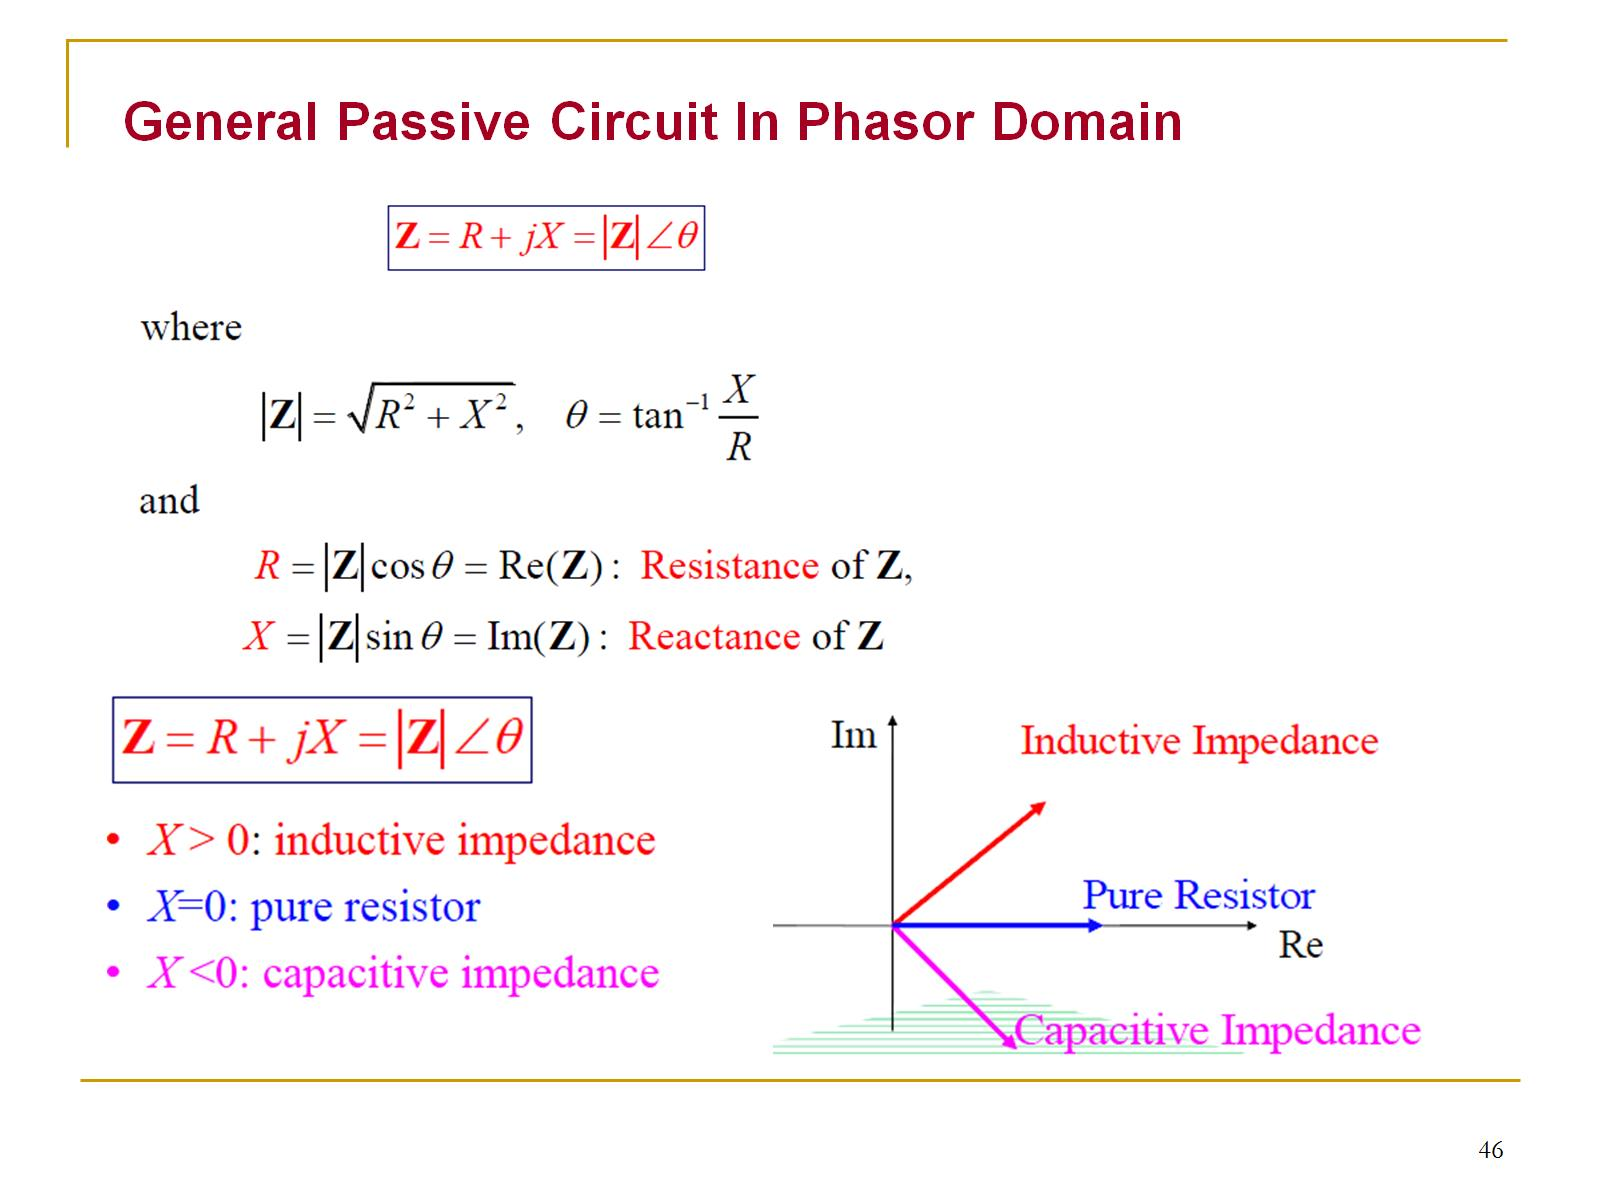 General Passive Circuit In Phasor Domain
Z = R + jX = |Z| ∠θ
where
|Z| = √(R² + X²), θ = tan⁻¹ X/R
and
R = |Z| cos θ = Re(Z) : Resistance of Z,
X = |Z| sin θ = Im(Z) : Reactance of Z
Z = R + jX = |Z| ∠θ
• X > 0: inductive impedance
• X=0: pure resistor
• X <0: capacitive impedance
Im
Inductive Impedance
Pure Resistor
Re
Capacitive Impedance
46